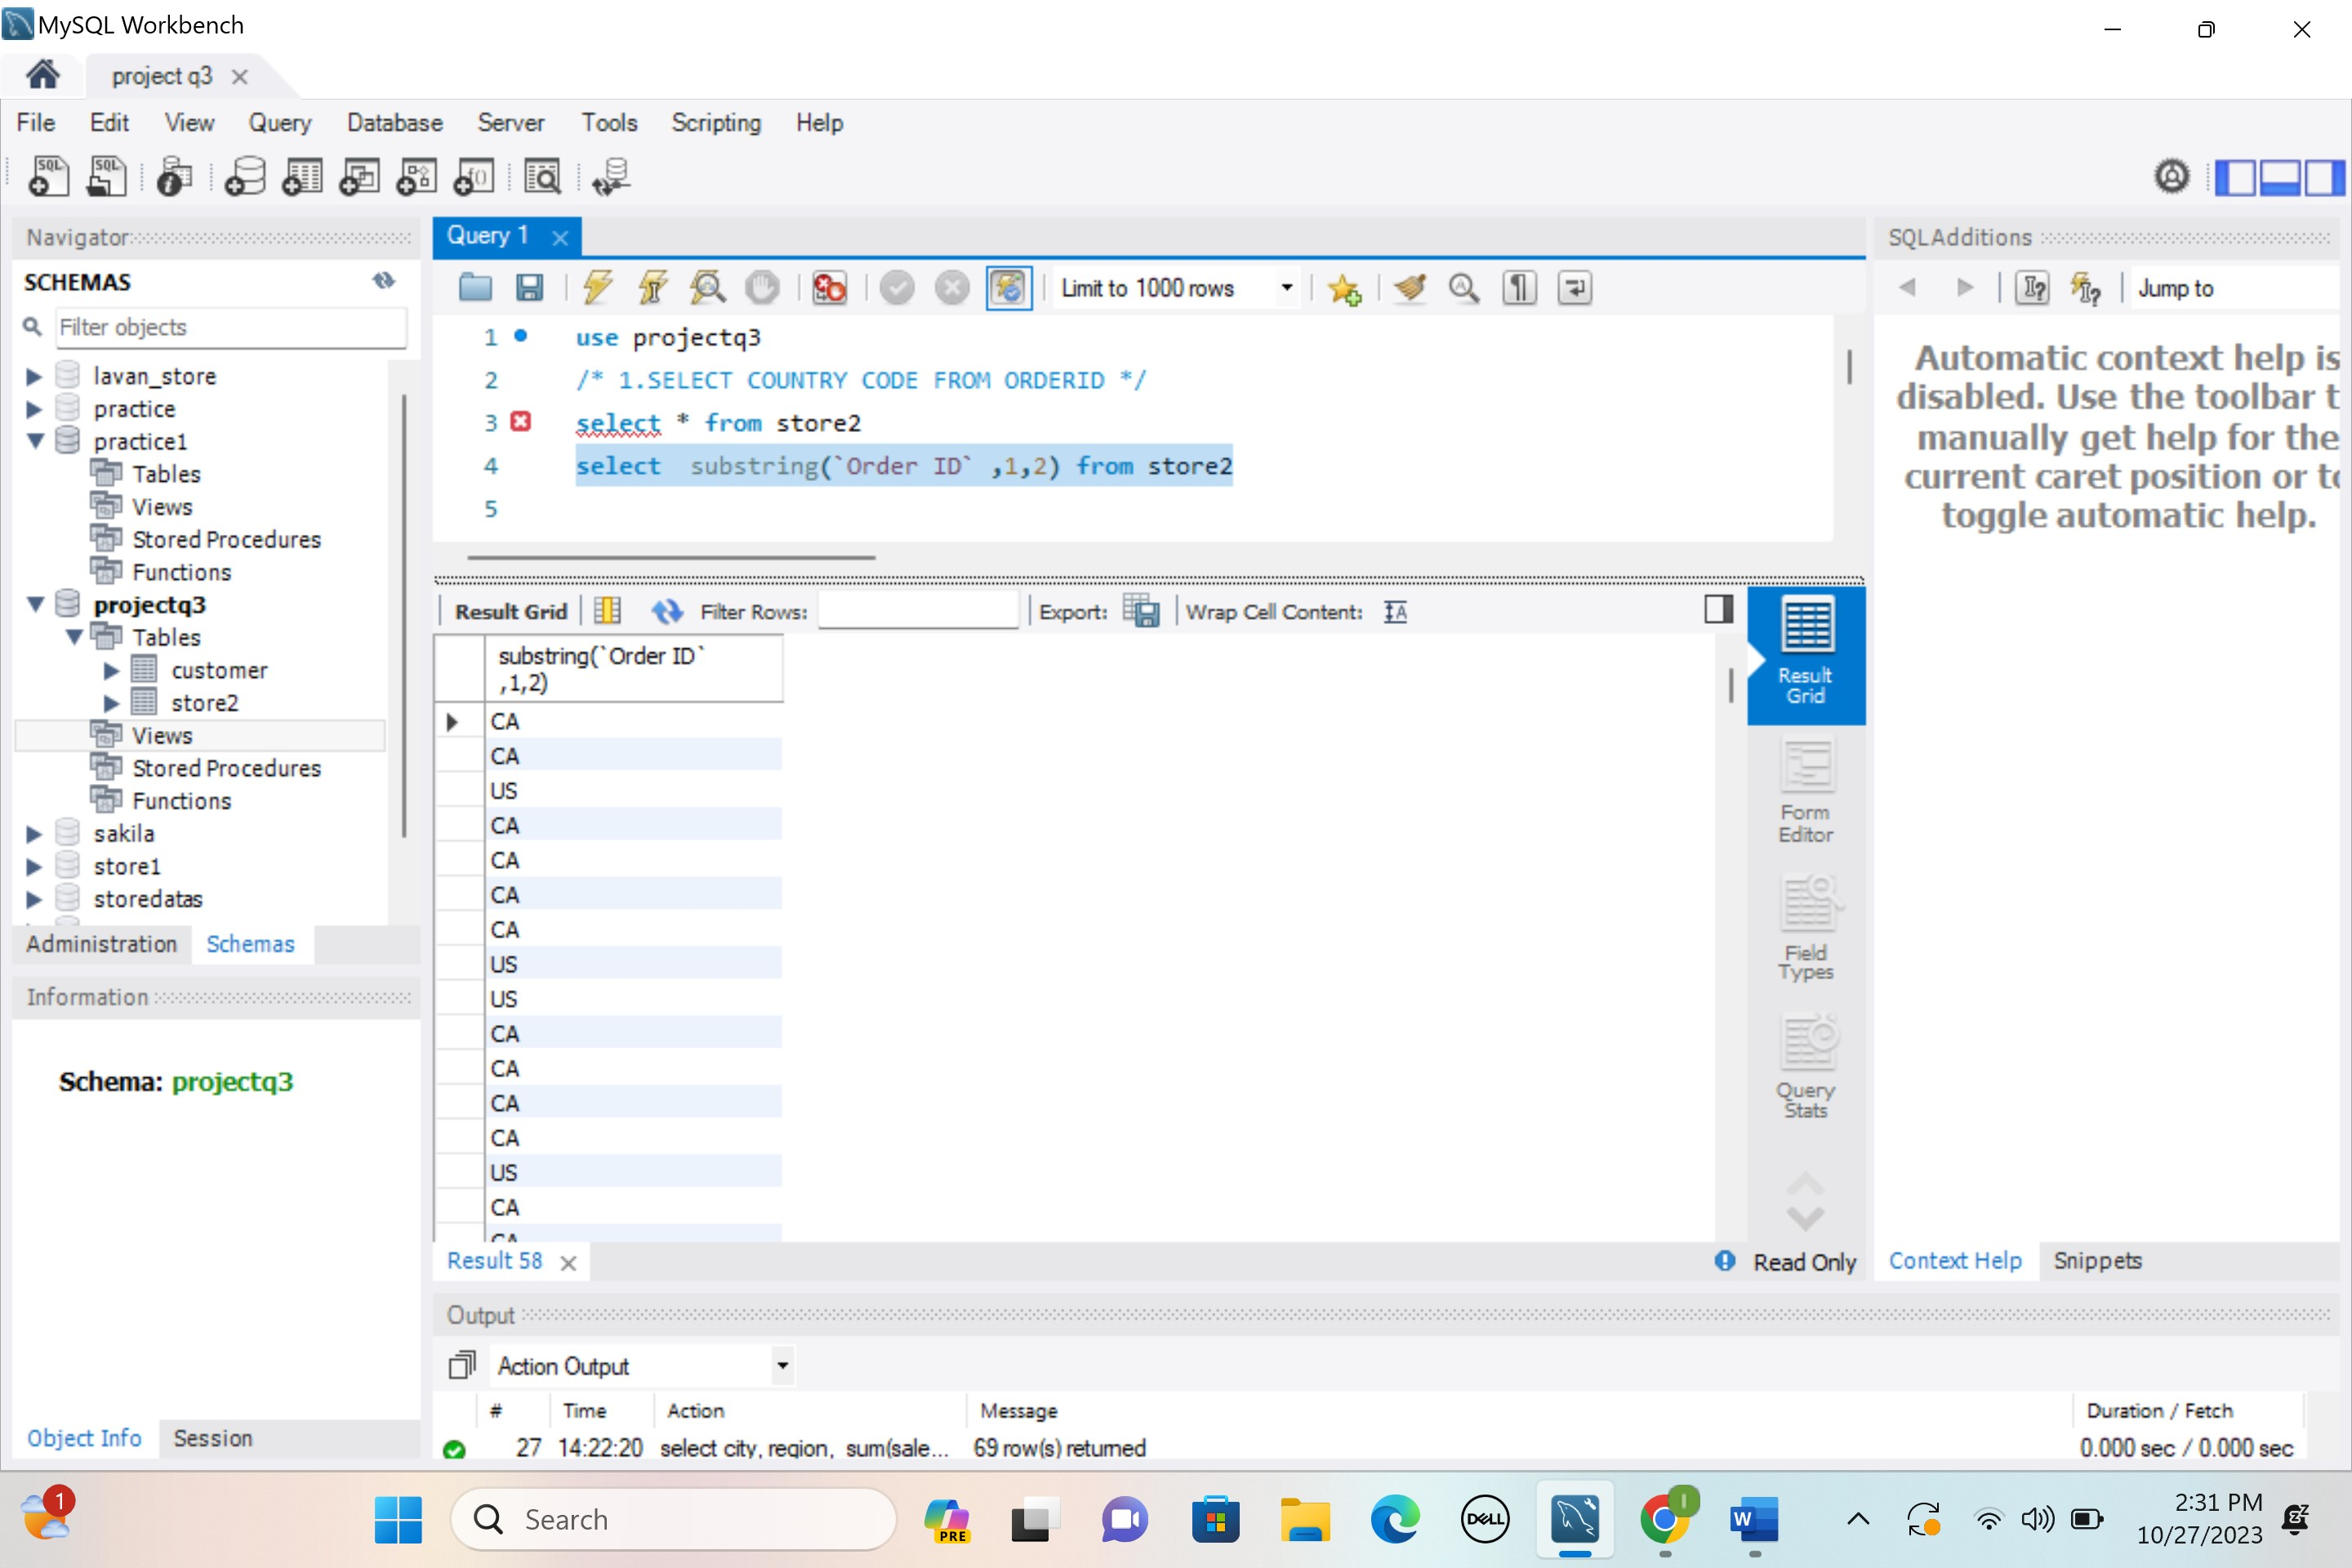 MySQL Workbench
project q3
File Edit View Query Database Server Tools Scripting Help
Navigator
SCHEMAS
Filter objects
lavan_store
practice
practice1
Tables
Views
Stored Procedures
Functions
projectq3
Tables
customer
store2
Views
Stored Procedures
Functions
sakila
store1
storedatas
Administration Schemas
Information
Schema: projectq3
Object Info Session
Query 1
Limit to 1000 rows
1 use projectq3
2 /* 1.SELECT COUNTRY CODE FROM ORDERID */
3 select * from store2
4 select  substring(`Order ID` ,1,2) from store2
5
Result Grid Filter Rows: Export: Wrap Cell Content:
substring(`Order ID`
,1,2)
CA
CA
US
CA
CA
CA
CA
US
US
CA
CA
CA
CA
US
CA
CA
Result
Grid
Form
Editor
Field
Types
Query
Stats
Result 58
Read Only
SQLAdditions
Jump to
Automatic context help is
disabled. Use the toolbar t
manually get help for the
current caret position or to
toggle automatic help.
Context Help Snippets
Output
Action Output
# Time Action Message Duration / Fetch
27 14:22:20 select city, region, sum(sale... 69 row(s) returned 0.000 sec / 0.000 sec
1
Search
PRE
DELL
I
W
2:31 PM
10/27/2023